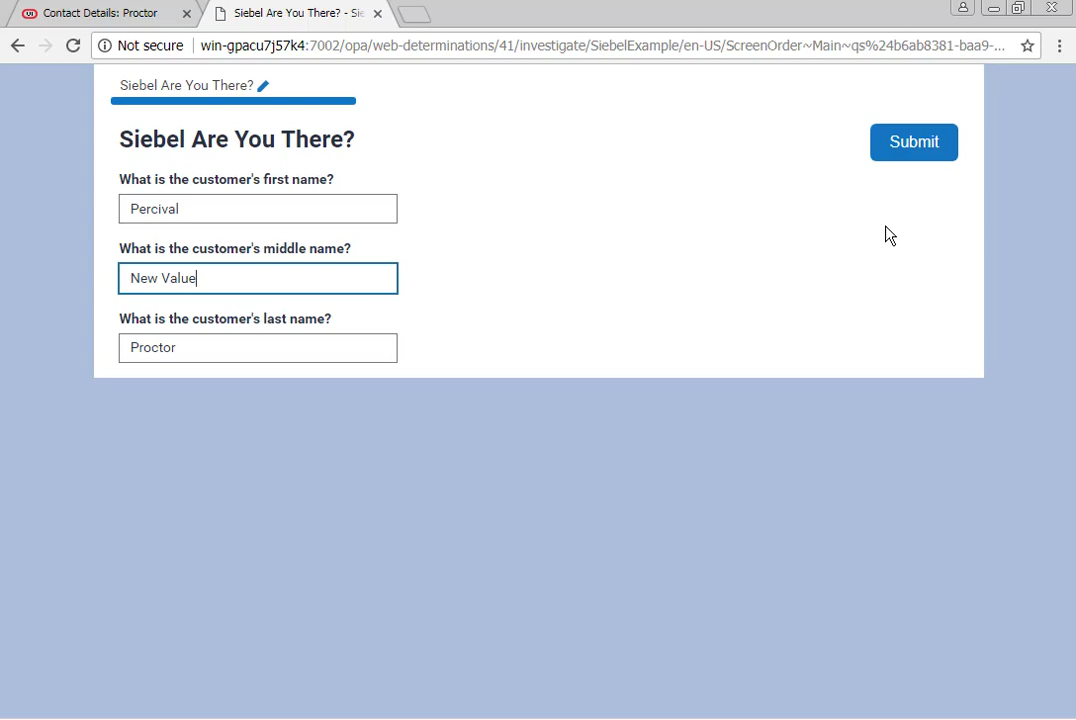 Contact Details: Proctor
Siebel Are You There? - Sie
Not secure
win-gpacu7j57k4:7002/opa/web-determinations/41/investigate/SiebelExample/en-US/ScreenOrder~Main~qs%24b6ab8381-baa9-...
Siebel Are You There?
Siebel Are You There?
Submit
What is the customer's first name?
Percival
What is the customer's middle name?
New Value
What is the customer's last name?
Proctor